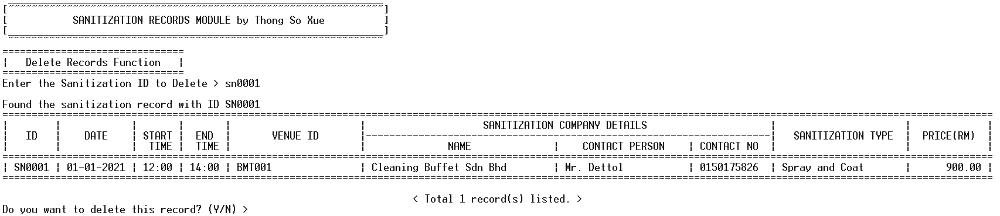 [ SANITIZATION RECORDS MODULE by Thong So Xue ]
| Delete Records Function |
Enter the Sanitization ID to Delete > sn0001
Found the sanitization record with ID SN0001
| SANITIZATION COMPANY DETAILS |
| ID | DATE | START | END | VENUE ID | SANITIZATION TYPE | PRICE(RM) |
| TIME | TIME | NAME | CONTACT PERSON | CONTACT NO |
| SN0001 | 01-01-2021 | 12:00 | 14:00 | BMT001 | Cleaning Buffet Sdn Bhd | Mr. Dettol | 0150175826 | Spray and Coat | 900.00 |
< Total 1 record(s) listed. >
Do you want to delete this record? (Y/N) >